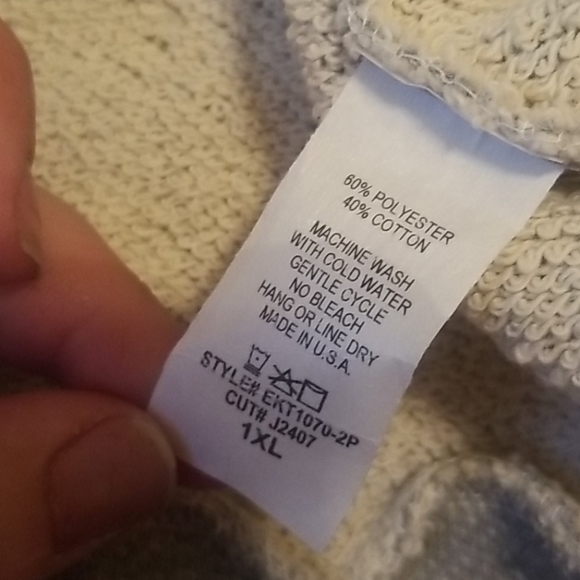 60% POLYESTER
40% COTTON
MACHINE WASH
WITH COLD WATER
GENTLE CYCLE
NO BLEACH
HANG OR LINE DRY
MADE IN U.S.A.
STYLE# EKT1070-2P
CUT# J2407
1XL